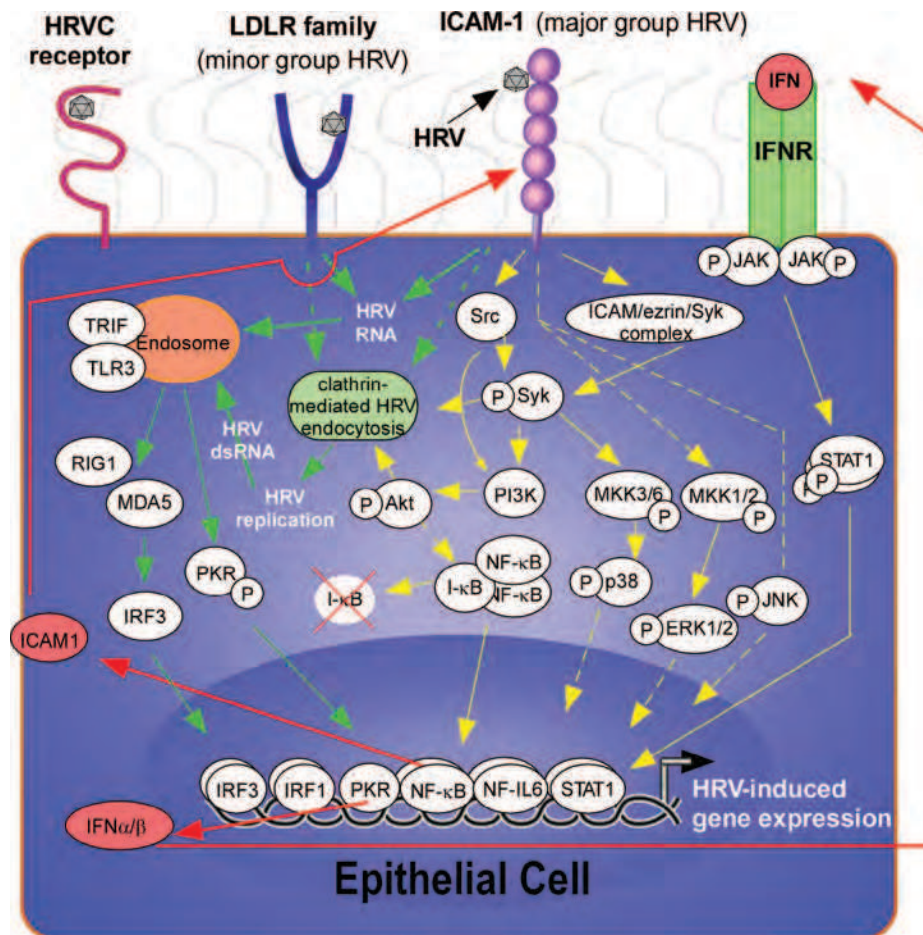 HRVC
receptor
LDLR family
(minor group HRV)
ICAM-1 (major group HRV)
HRV
IFN
IFNR
P
JAK
JAK
P
TRIF
TLR3
Endosome
HRV
RNA
Src
ICAM/ezrin/Syk
complex
clathrin-
mediated HRV
endocytosis
P
Syk
HRV
dsRNA
RIG1
MDA5
HRV
replication
P
Akt
PI3K
MKK3/6
P
MKK1/2
P
STAT1
P
P
PKR
P
I-κB
I-κB
NF-κB
NF-κB
P
p38
P
JNK
P
ERK1/2
IRF3
ICAM1
IRF3
IRF1
PKR
NF-κB
NF-IL6
STAT1
HRV-induced
gene expression
IFNα/β
Epithelial Cell